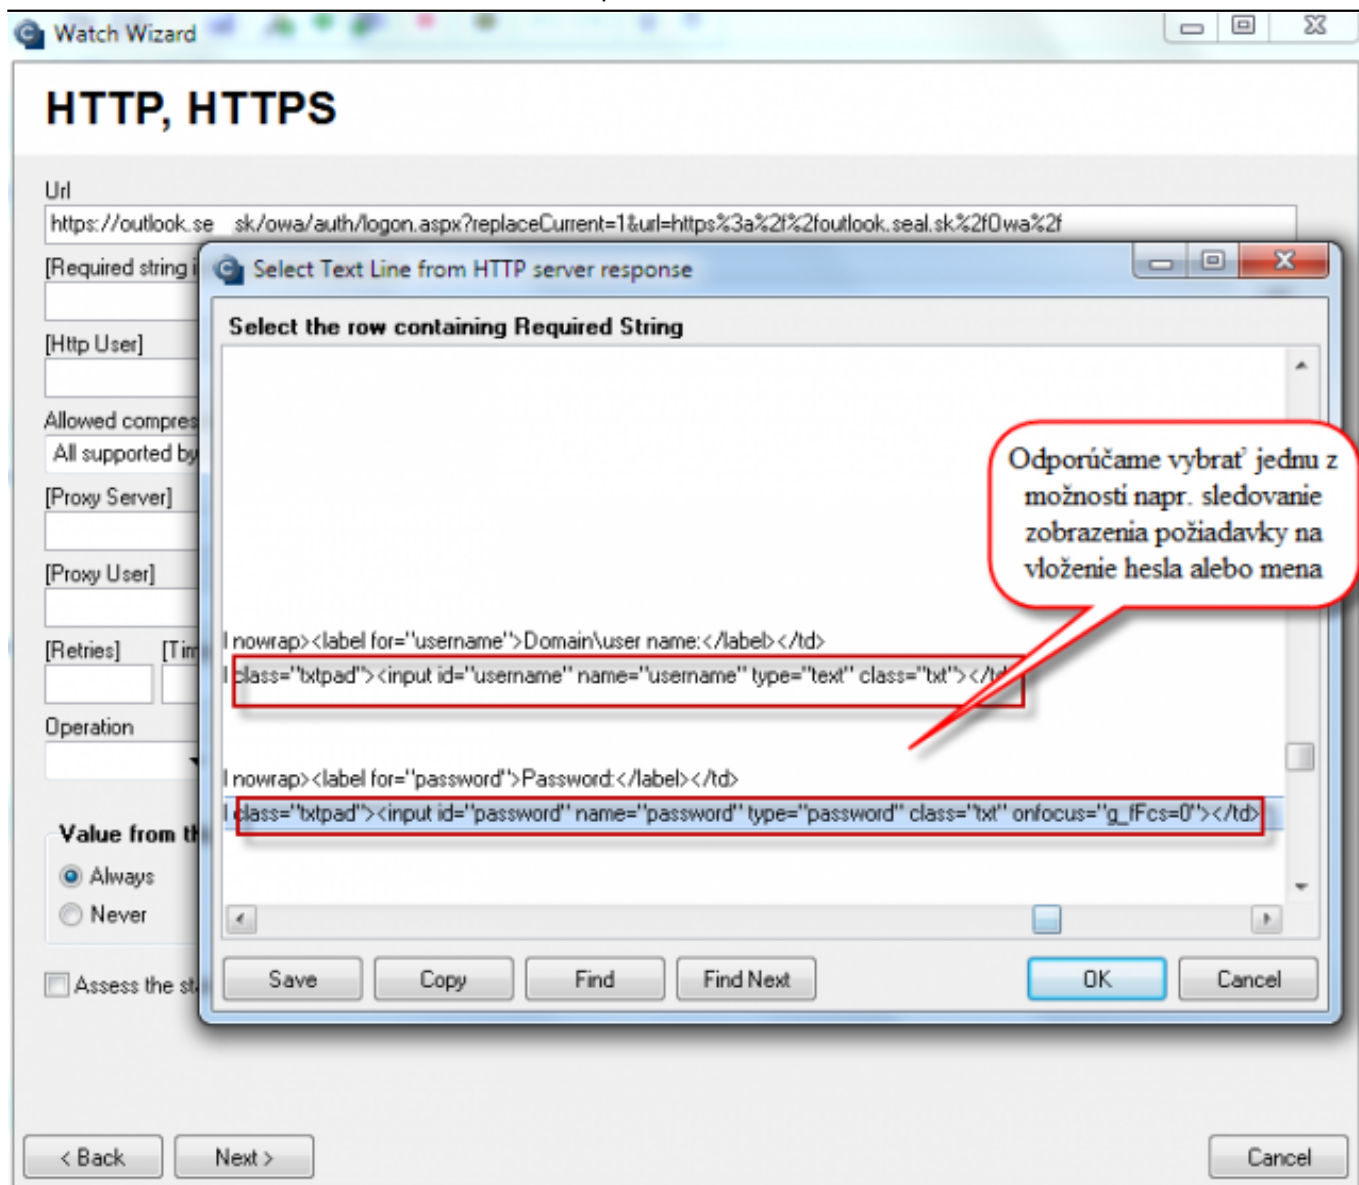 Watch Wizard
HTTP, HTTPS
Url
https://outlook.se sk/owa/auth/logon.aspx?replaceCurrent=1&url=https%3a%2f%2foutlook.seal.sk%2fOwa%2f
[Required string i
Select Text Line from HTTP server response
Select the row containing Required String
[Http User]
Allowed compres
All supported by
[Proxy Server]
[Proxy User]
[Retries] [Tim
Operation
Value from th
Always
Never
Assess the sta
Odporúčame vybrať jednu z
možností napr. sledovanie
zobrazenia požiadavky na
vloženie hesla alebo mena
l nowrap><label for="username">Domain\user name:</label></td>
l class="txtpad"><input id="username" name="username" type="text" class="txt"></td>
l nowrap><label for="password">Password:</label></td>
l class="txtpad"><input id="password" name="password" type="password" class="txt" onfocus="g_fFcs=0"></td>
Save Copy Find Find Next OK Cancel
< Back Next > Cancel